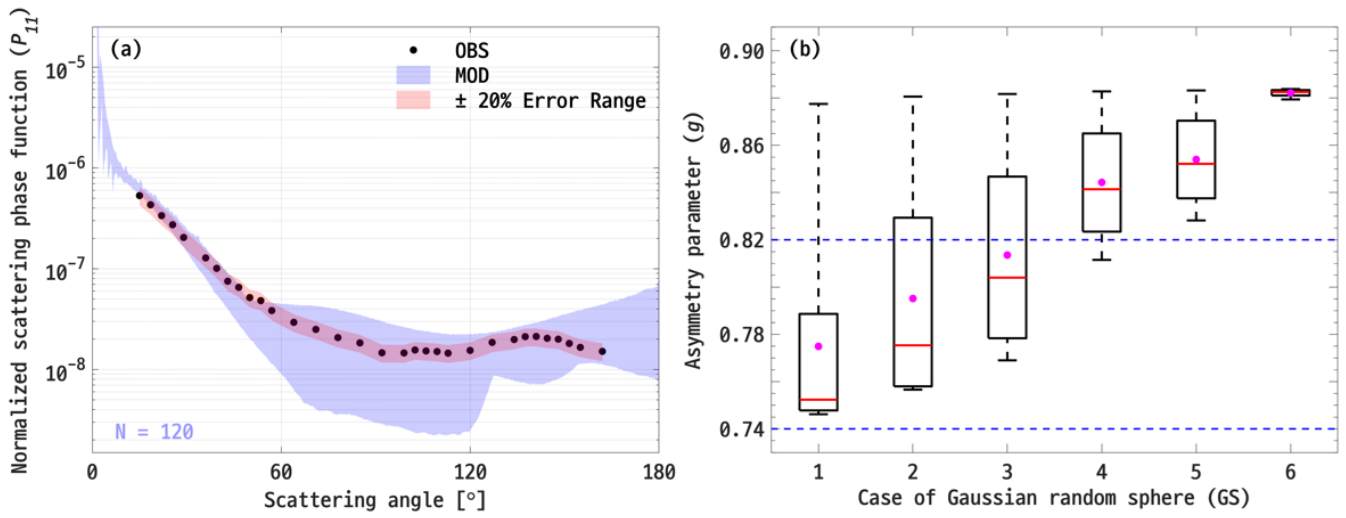 (a)
OBS
MOD
± 20% Error Range
N = 120
Normalized scattering phase function (P11)
10-5
10-6
10-7
10-8
0
60
120
180
Scattering angle [°]
(b)
Asymmetry parameter (g)
0.90
0.86
0.82
0.78
0.74
1
2
3
4
5
6
Case of Gaussian random sphere (GS)